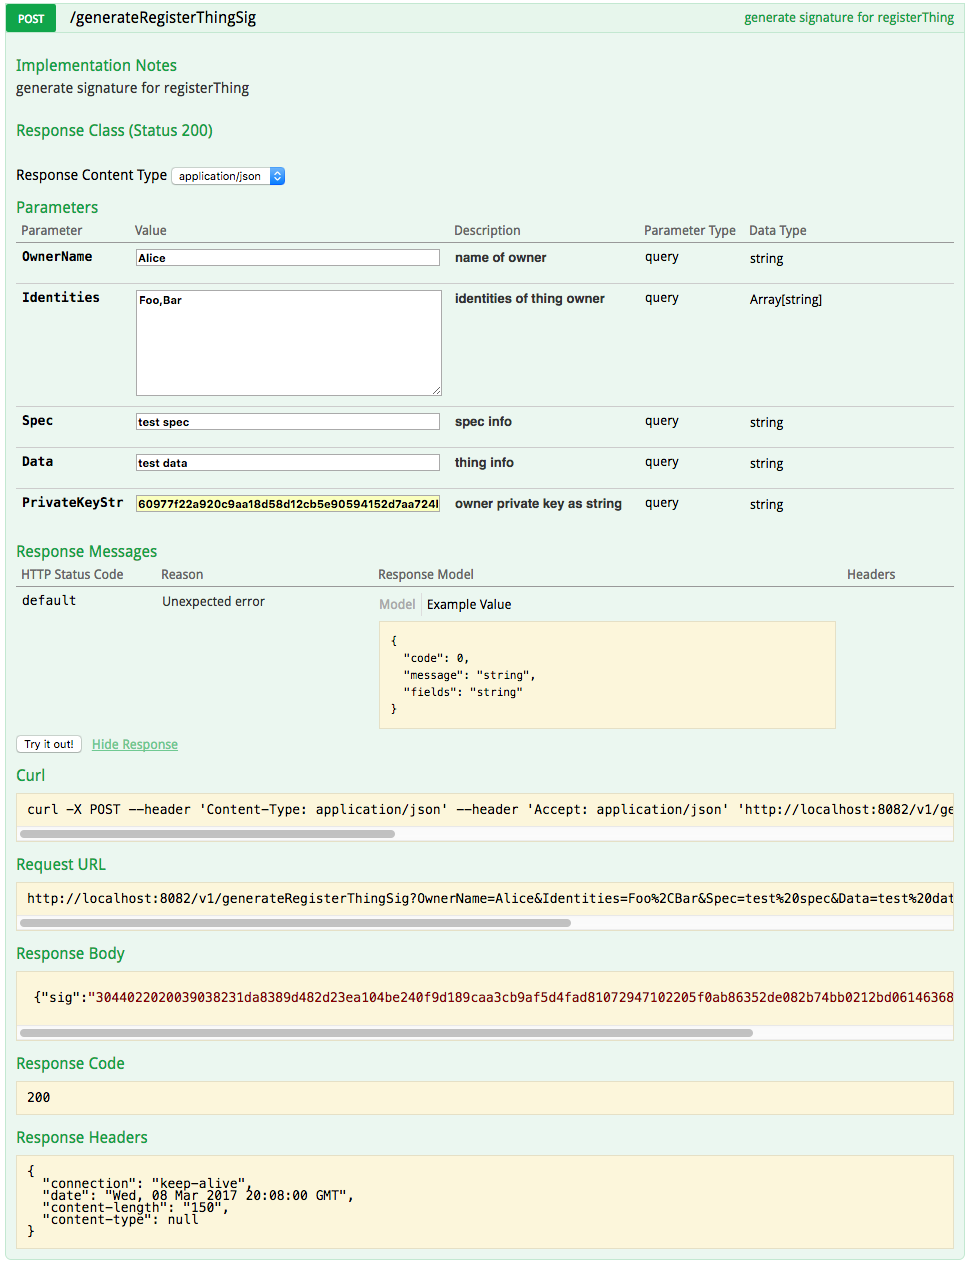 POST /generateRegisterThingSig generate signature for registerThing
Implementation Notes
generate signature for registerThing
Response Class (Status 200)
Response Content Type application/json
Parameters
Parameter Value Description Parameter Type Data Type
OwnerName Alice name of owner query string
Identities Foo,Bar identities of thing owner query Array[string]
Spec test spec spec info query string
Data test data thing info query string
PrivateKeyStr 60977f22a920c9aa18d58d12cb5e90594152d7aa724l owner private key as string query string
Response Messages
HTTP Status Code Reason Response Model Headers
default Unexpected error Model Example Value
{
"code": 0,
"message": "string",
"fields": "string"
}
Try it out! Hide Response
Curl
curl -X POST --header 'Content-Type: application/json' --header 'Accept: application/json' 'http://localhost:8082/v1/ge
Request URL
http://localhost:8082/v1/generateRegisterThingSig?OwnerName=Alice&Identities=Foo%2CBar&Spec=test%20spec&Data=test%20dat
Response Body
{"sig":"3044022020039038231da8389d482d23ea104be240f9d189caa3cb9af5d4fad81072947102205f0ab86352de082b74bb0212bd06146368
Response Code
200
Response Headers
{
"connection": "keep-alive",
"date": "Wed, 08 Mar 2017 20:08:00 GMT",
"content-length": "150",
"content-type": null
}